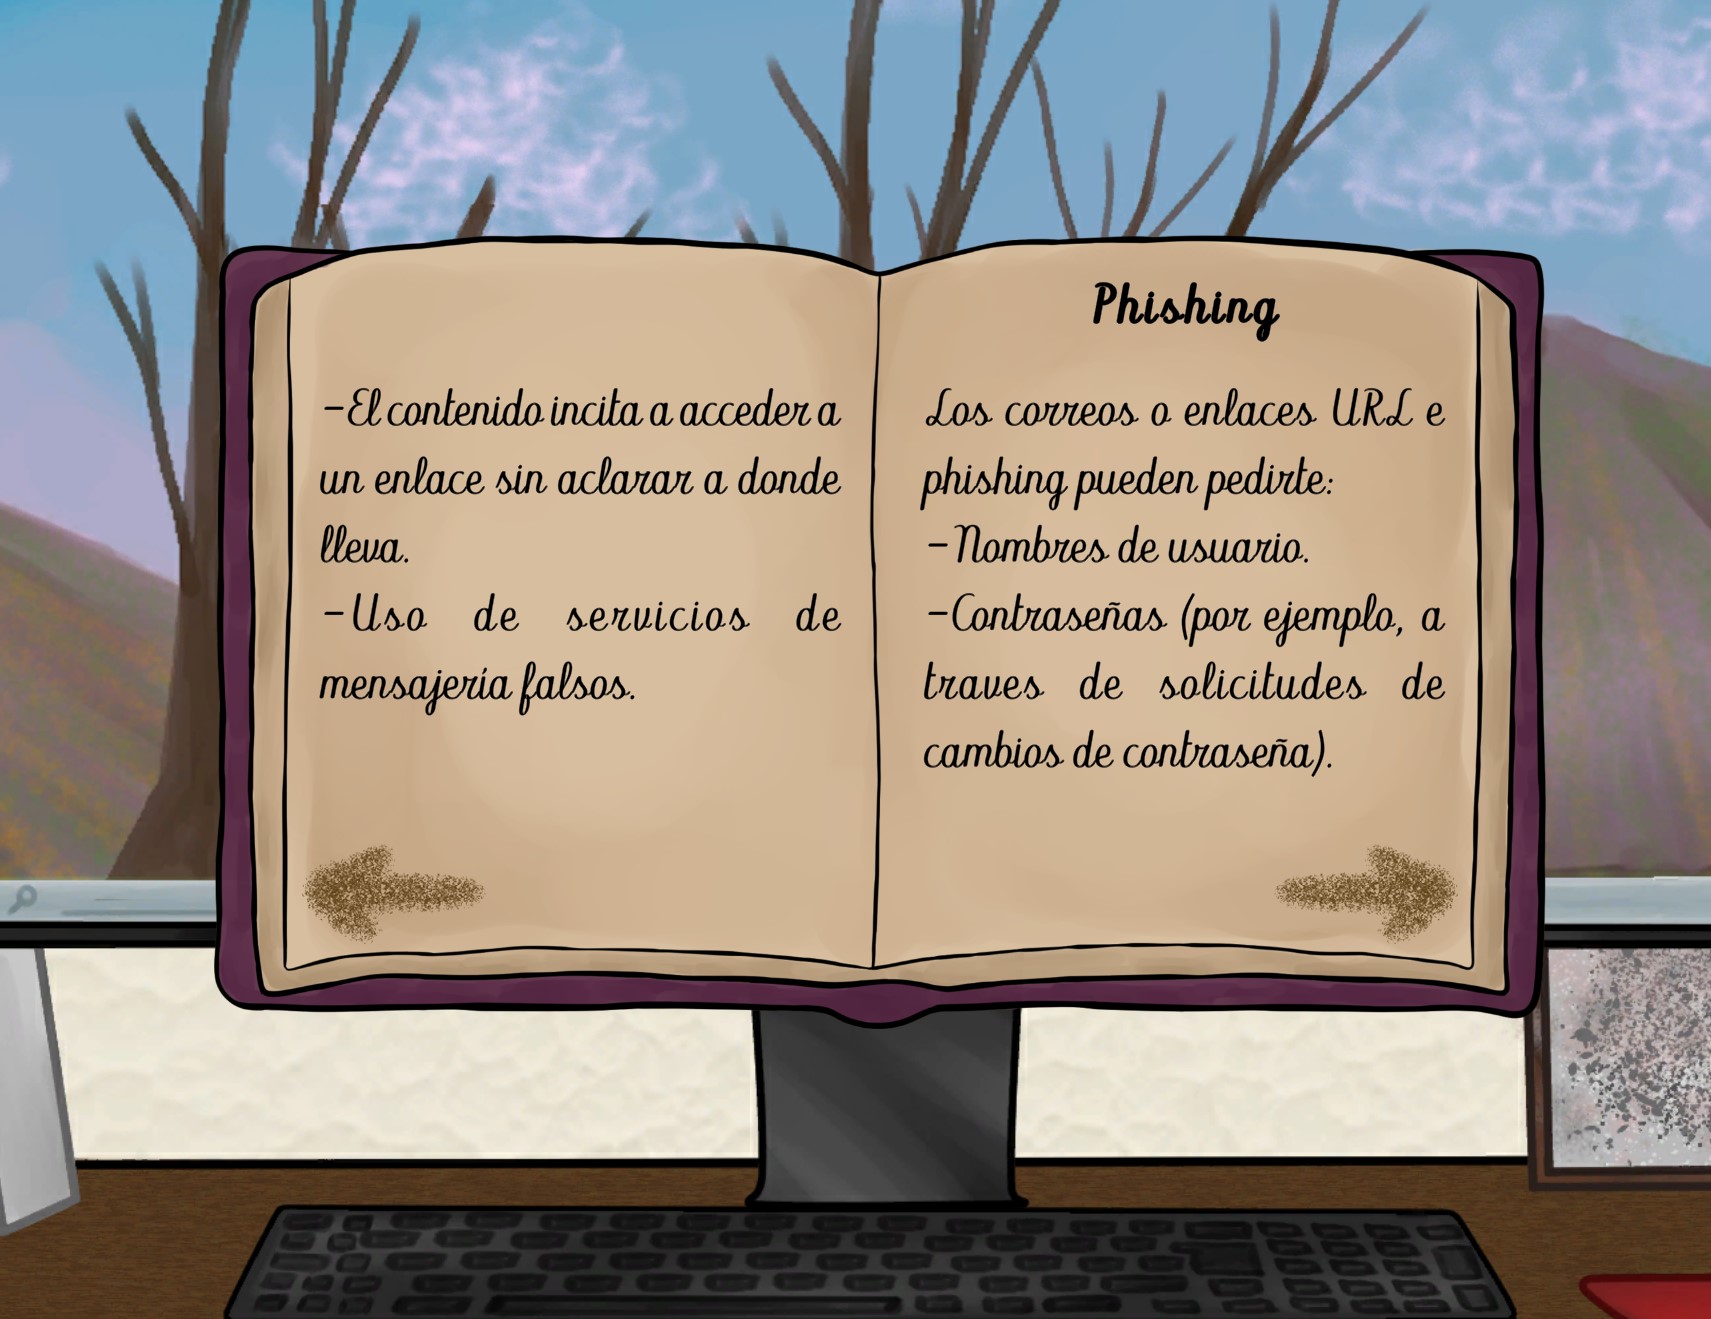 -El contenido incita a acceder a
un enlace sin aclarar a donde
lleva.
-Uso de servicios de
mensajería falsos.
Phishing
Los correos o enlaces URL e
phishing pueden pedirte:
-Nombres de usuario.
-Contraseñas (por ejemplo, a
traves de solicitudes de
cambios de contraseña).